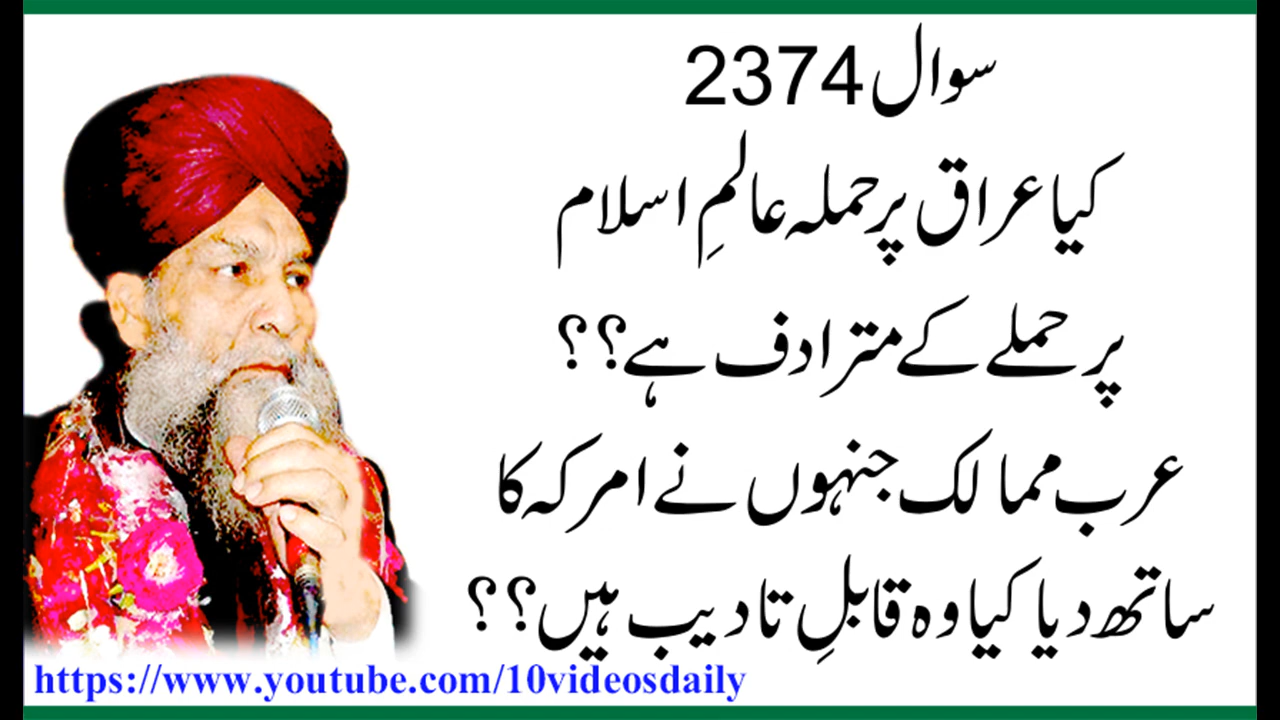 سوال 2374
کیا عراق پر حملہ عالمِ اسلام
پر حملے کے مترادف ہے؟؟
عرب ممالک جنہوں نے امرکہ کا
ساتھ دیا کیا وہ قابلِ تادیب ہیں؟؟
https://www.youtube.com/10videosdaily